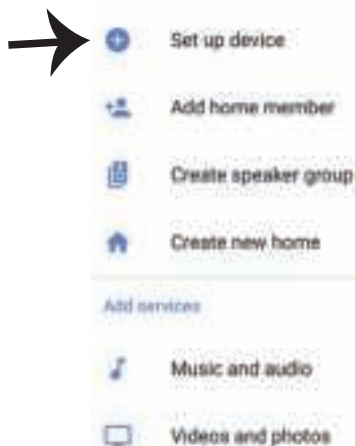 Set up device
Add home member
Create speaker group
Create new home
Add services
Music and audio
Videos and photos